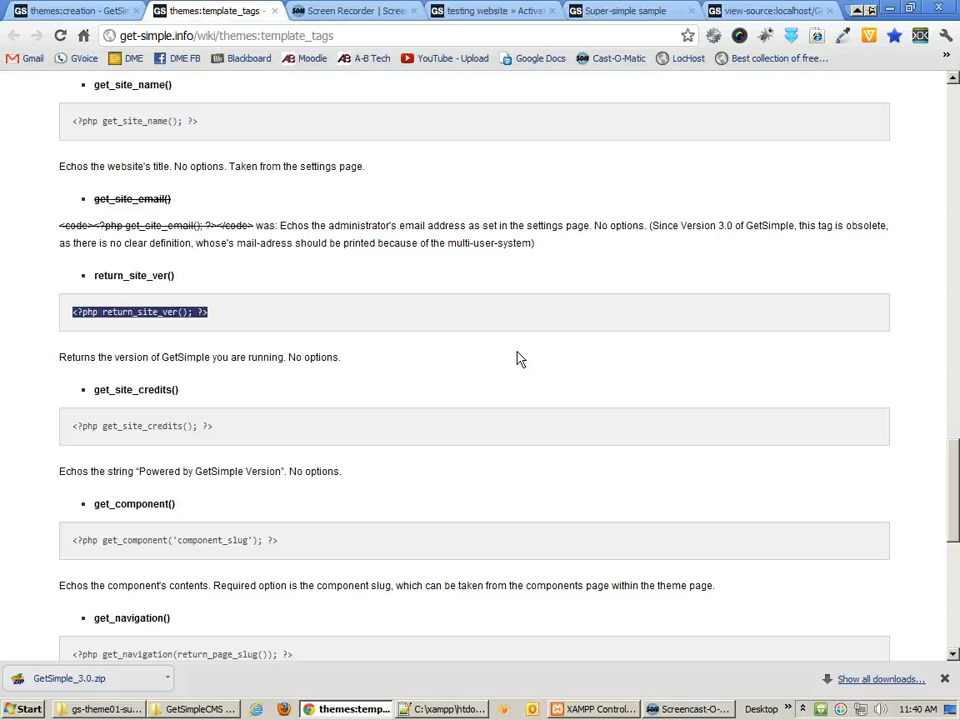 themes:creation - GetSim
themes:template_tags -
Screen Recorder | Scree
testing website » Activa
Super-simple sample
view-source:localhost/G
get-simple.info/wiki/themes:template_tags
Gmail
GVoice
DME
DME FB
Blackboard
Moodle
A-B Tech
YouTube - Upload
Google Docs
Cast-O-Matic
LocHost
Best collection of free...
get_site_name()
<?php get_site_name(); ?>
Echos the website's title. No options. Taken from the settings page.
get_site_email()
<code><?php get_site_email(); ?></code> was: Echos the administrator's email address as set in the settings page. No options. (Since Version 3.0 of GetSimple, this tag is obsolete,
as there is no clear definition, whose's mail-adress should be printed because of the multi-user-system)
return_site_ver()
<?php return_site_ver(); ?>
Returns the version of GetSimple you are running. No options.
get_site_credits()
<?php get_site_credits(); ?>
Echos the string “Powered by GetSimple Version”. No options.
get_component()
<?php get_component('component_slug'); ?>
Echos the component's contents. Required option is the component slug, which can be taken from the components page within the theme page.
get_navigation()
<?php get_navigation(return_page_slug()); ?>
GetSimple_3.0.zip
Show all downloads...
Start
gs-theme01-su...
GetSimpleCMS ...
themes:temp...
C:\xampp\htdo...
XAMPP Control...
Screencast-O-...
Desktop
11:40 AM